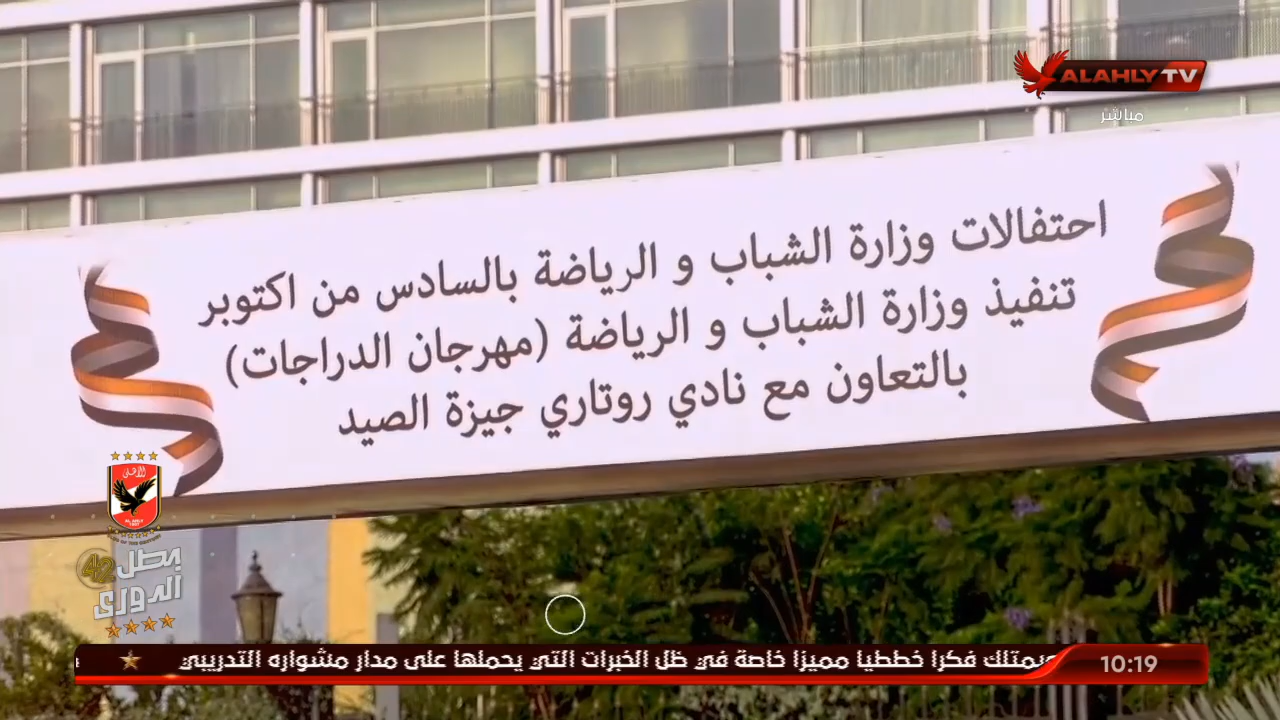 ALAHLY TV
مباشر
احتفالات وزارة الشباب و الرياضة بالسادس من اكتوبر
تنفيذ وزارة الشباب و الرياضة (مهرجان الدراجات)
بالتعاون مع نادي روتاري جيزة الصيد
بطل 42
الدوري
ويمتلك فكرا خططيا مميزا خاصة في ظل الخبرات التي يحملها على مدار مشواره التدريبي
10:19